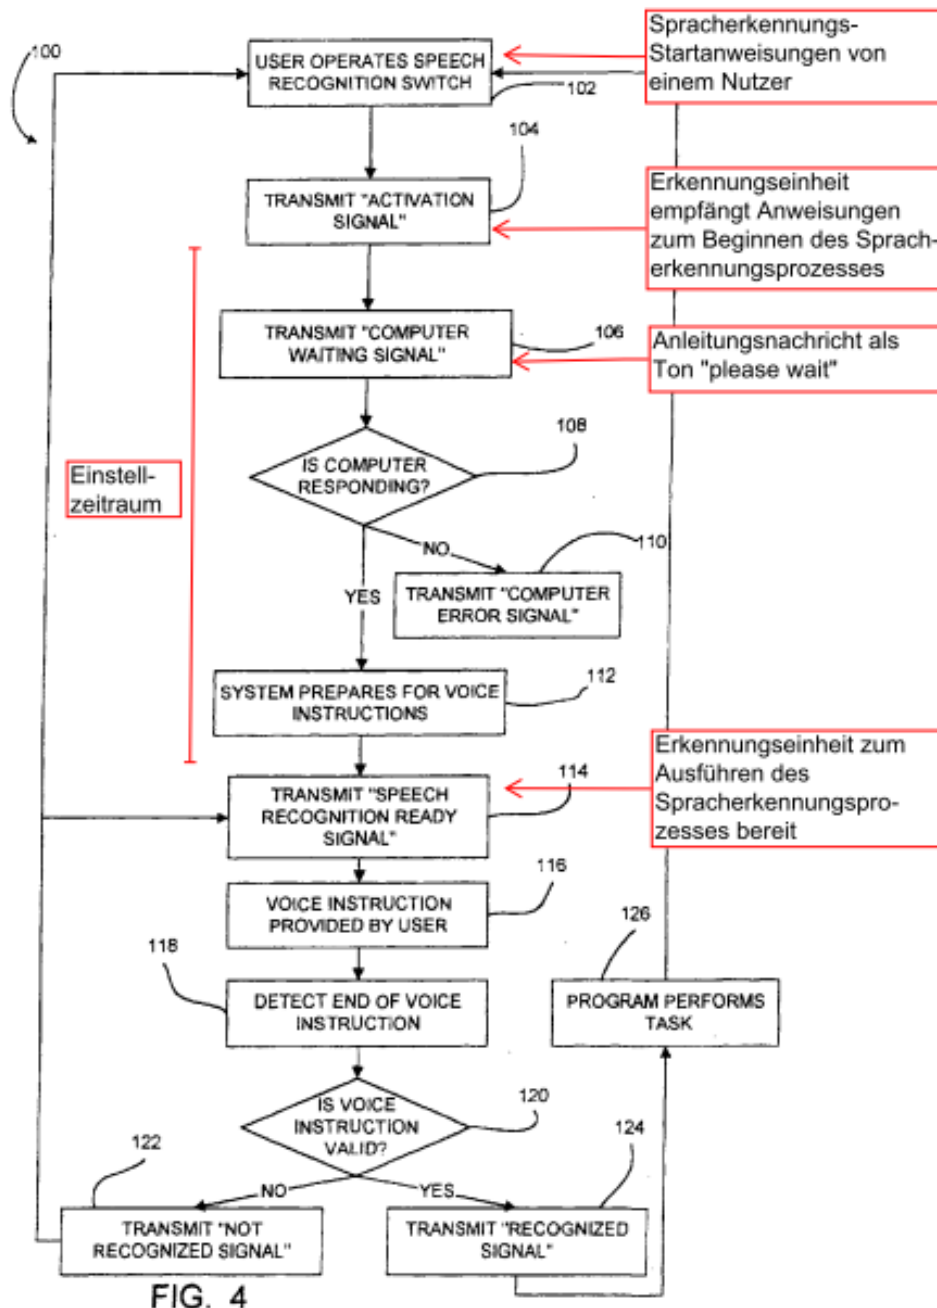 100
USER OPERATES SPEECH
RECOGNITION SWITCH
102
Spracherkennungs-
Startanweisungen von
einem Nutzer
104
TRANSMIT "ACTIVATION
SIGNAL"
Erkennungseinheit
empfängt Anweisungen
zum Beginnen des Sprach-
erkennungsprozesses
TRANSMIT "COMPUTER
WAITING SIGNAL"
106
Anleitungsnachricht als
Ton "please wait"
108
IS COMPUTER
RESPONDING?
Einstell-
zeitraum
NO
110
YES
TRANSMIT "COMPUTER
ERROR SIGNAL"
SYSTEM PREPARES FOR VOICE
INSTRUCTIONS
112
Erkennungseinheit zum
Ausführen des
Spracherkennungspro-
zesses bereit
114
TRANSMIT "SPEECH
RECOGNITION READY
SIGNAL"
116
VOICE INSTRUCTION
PROVIDED BY USER
118
126
DETECT END OF VOICE
INSTRUCTION
PROGRAM PERFORMS
TASK
120
IS VOICE
INSTRUCTION
VALID?
122
124
NO
YES
TRANSMIT "NOT
RECOGNIZED SIGNAL"
TRANSMIT "RECOGNIZED
SIGNAL"
FIG. 4